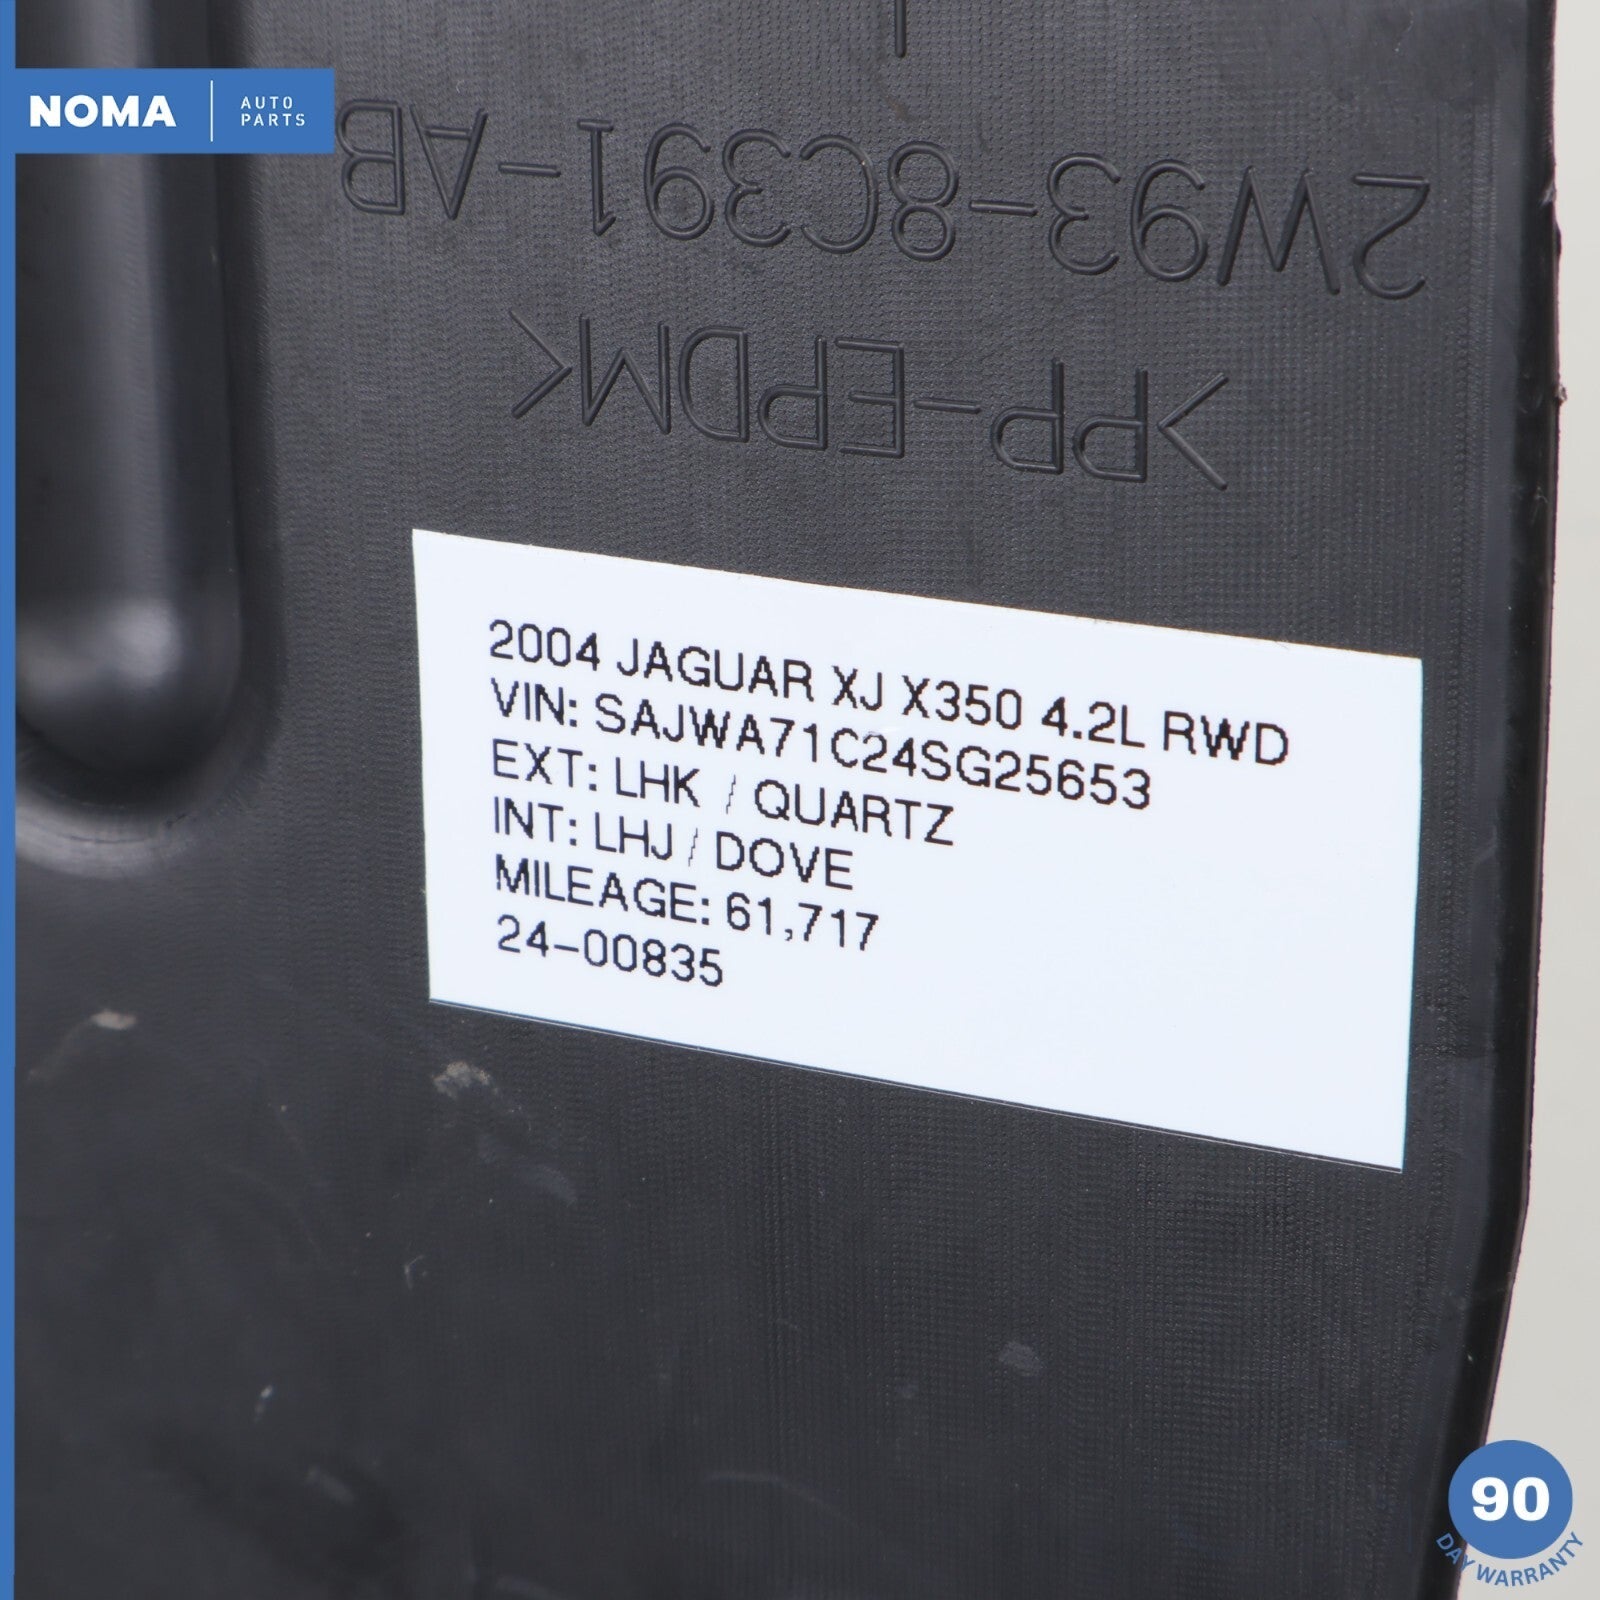 NOMA
AUTO
PARTS
2W93-8C391-AB
>PP-EPDM<
2004 JAGUAR XJ X350 4.2L RWD
VIN: SAJWA71C24SG25653
EXT: LHK / QUARTZ
INT: LHJ / DOVE
MILEAGE: 61,717
24-00835
90
DAY WARRANTY